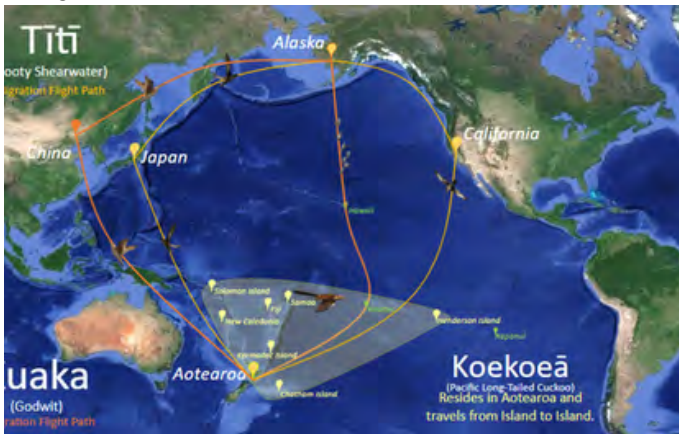 Tītī
ooty Shearwater)
igration Flight Path
Alaska
China
Japan
California
Hawaii
Solomon Island
Fiji
Samoa
New Caledonia
Henderson Island
Rapanui
Kermadec Island
Aotearoa
Chatham Island
uaka
(Godwit)
ration Flight Path
Koekoeā
(Pacific Long-Tailed Cuckoo)
Resides in Aotearoa and
travels from Island to Island.